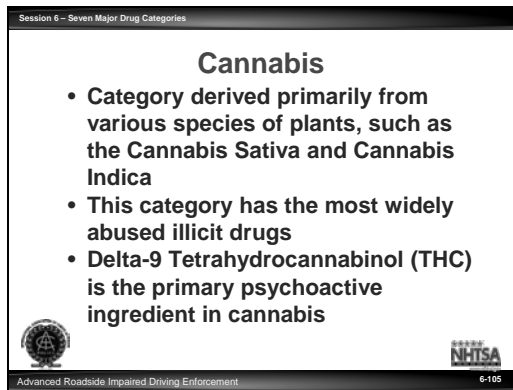 Session 6 – Seven Major Drug Categories
Cannabis
• Category derived primarily from
various species of plants, such as
the Cannabis Sativa and Cannabis
Indica
• This category has the most widely
abused illicit drugs
• Delta-9 Tetrahydrocannabinol (THC)
is the primary psychoactive
ingredient in cannabis
NHTSA
Advanced Roadside Impaired Driving Enforcement
6-105